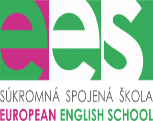 ees
SÚKROMNÁ SPOJENÁ ŠKOLA
EUROPEAN ENGLISH SCHOOL